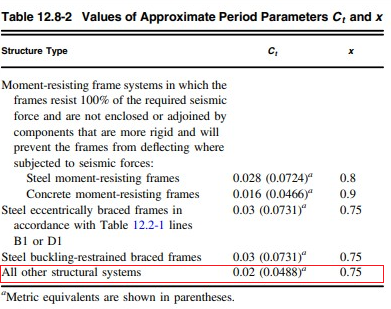 Table 12.8-2 Values of Approximate Period Parameters Ct and x
Structure Type Ct x
Moment-resisting frame systems in which the
frames resist 100% of the required seismic
force and are not enclosed or adjoined by
components that are more rigid and will
prevent the frames from deflecting where
subjected to seismic forces:
Steel moment-resisting frames 0.028 (0.0724)a 0.8
Concrete moment-resisting frames 0.016 (0.0466)a 0.9
Steel eccentrically braced frames in 0.03 (0.0731)a 0.75
accordance with Table 12.2-1 lines
B1 or D1
Steel buckling-restrained braced frames 0.03 (0.0731)a 0.75
All other structural systems 0.02 (0.0488)a 0.75
aMetric equivalents are shown in parentheses.